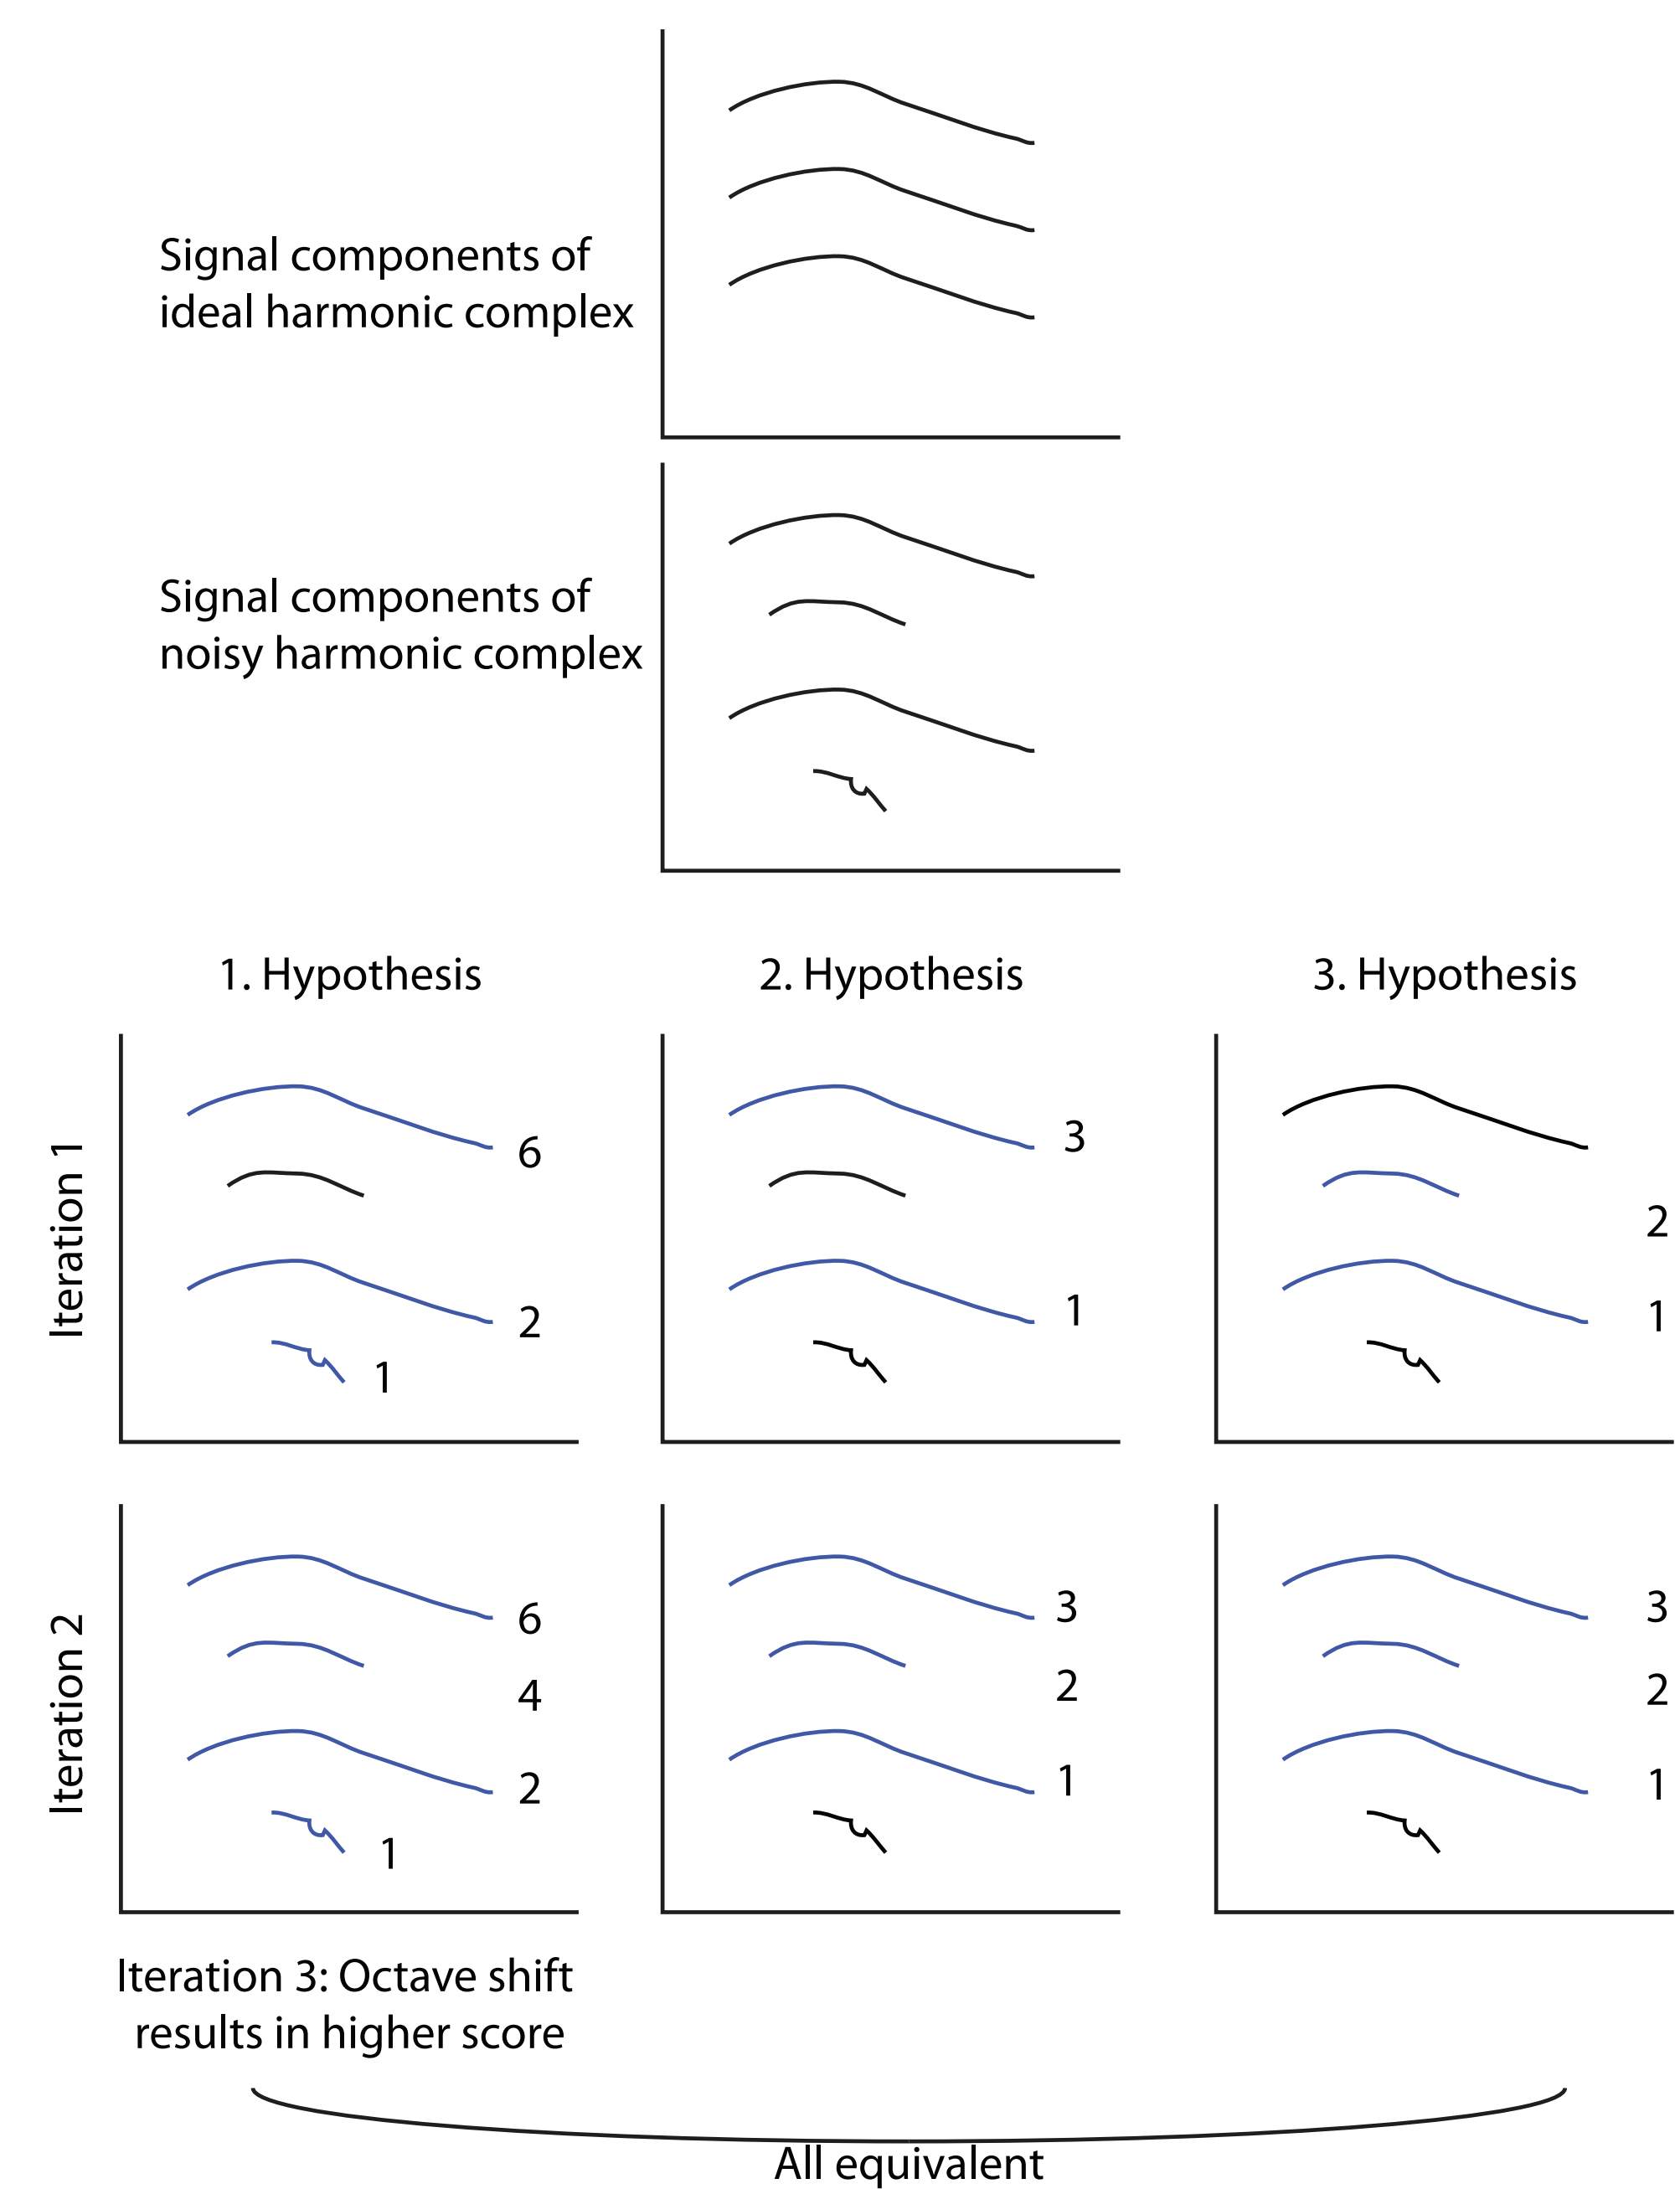 Signal components of
ideal harmonic complex
Signal components of
noisy harmonic complex
1. Hypothesis
2. Hypothesis
3. Hypothesis
Iteration 1
6
2
1
3
1
2
1
Iteration 2
6
4
2
1
3
2
1
3
2
1
Iteration 3: Octave shift
results in higher score
All equivalent